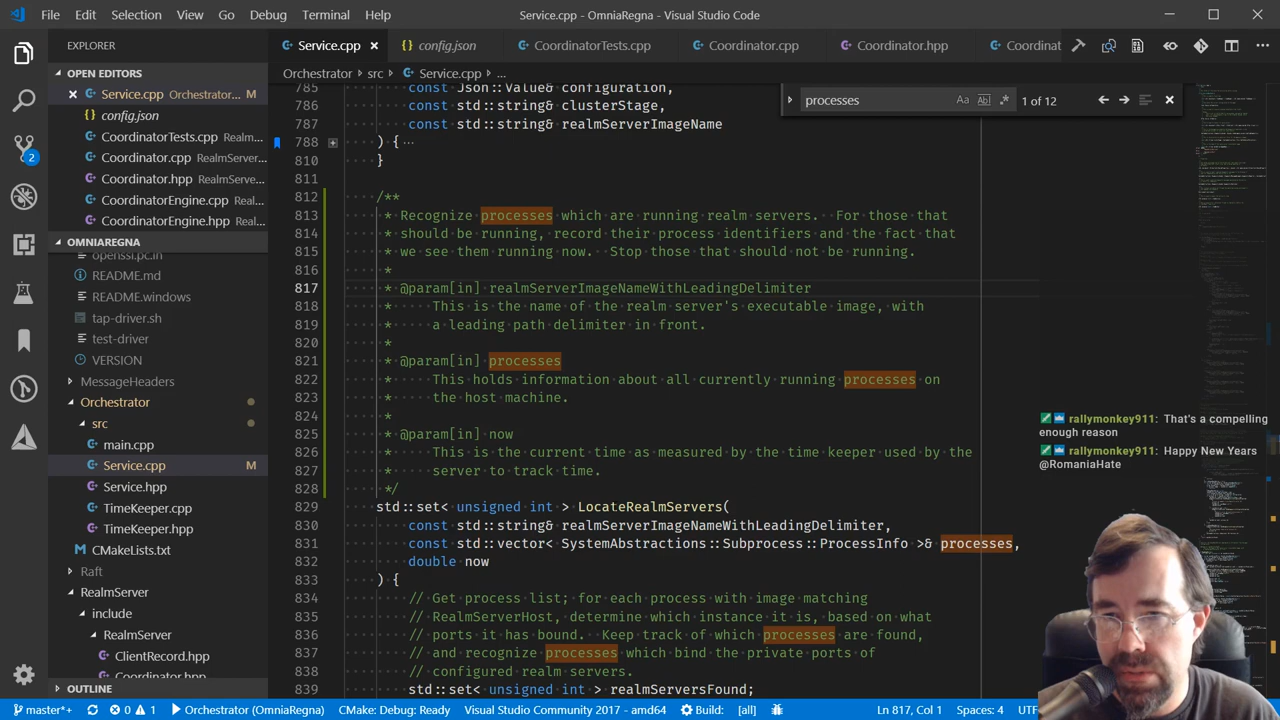 File Edit Selection View Go Debug Terminal Help
Service.cpp - OmniaRegna - Visual Studio Code
EXPLORER
OPEN EDITORS
Service.cpp Orchestrator... M
config.json
CoordinatorTests.cpp Realm...
Coordinator.cpp RealmServer...
Coordinator.hpp RealmServe...
CoordinatorEngine.cpp Real...
CoordinatorEngine.hpp Real...
2
OMNIAREGNA
openssl.pc.in
README.md
README.windows
tap-driver.sh
test-driver
VERSION
MessageHeaders
Orchestrator
src
main.cpp
Service.cpp M
Service.hpp
TimeKeeper.cpp
TimeKeeper.hpp
CMakeLists.txt
Raft
RealmServer
include
RealmServer
ClientRecord.hpp
Coordinator.hpp
OUTLINE
Service.cpp config.json CoordinatorTests.cpp Coordinator.cpp Coordinator.hpp Coordinat
Orchestrator › src › Service.cpp › ...
processes Aa Abl .* 1 of 12
785 const Json::Value& configuration,
786 const std::string& clusterStage,
787 const std::string& realmServerImageName
788 ) { ...
810 }
811
812 /**
813 * Recognize processes which are running realm servers. For those that
814 * should be running, record their process identifiers and the fact that
815 * we see them running now. Stop those that should not be running.
816 *
817 * @param[in] realmServerImageNameWithLeadingDelimiter
818 * This is the name of the realm server's executable image, with
819 * a leading path delimiter in front.
820 *
821 * @param[in] processes
822 * This holds information about all currently running processes on
823 * the host machine.
824 *
825 * @param[in] now
826 * This is the current time as measured by the time keeper used by the
827 * server to track time.
828 */
829 std::set< unsigned int > LocateRealmServers(
830 const std::string& realmServerImageNameWithLeadingDelimiter,
831 const std::vector< SystemAbstractions::Subprocess::ProcessInfo >& processes,
832 double now
833 ) {
834 // Get process list; for each process with image matching
835 // RealmServer, determine which instance it is, based on what
836 // ports it has bound. Keep track of which processes are found,
837 // and recognize processes which bind the private ports of
838 // configured realm servers.
839 std::set< unsigned int > realmServersFound;
rallymonkey911: That's a compelling
enough reason
rallymonkey911: Happy New Years
@RomaniaHate
master*+ 0 1 Orchestrator (OmniaRegna) CMake: Debug: Ready Visual Studio Community 2017 - amd64 Build: [all] Ln 817, Col 1 Spaces: 4 UTF